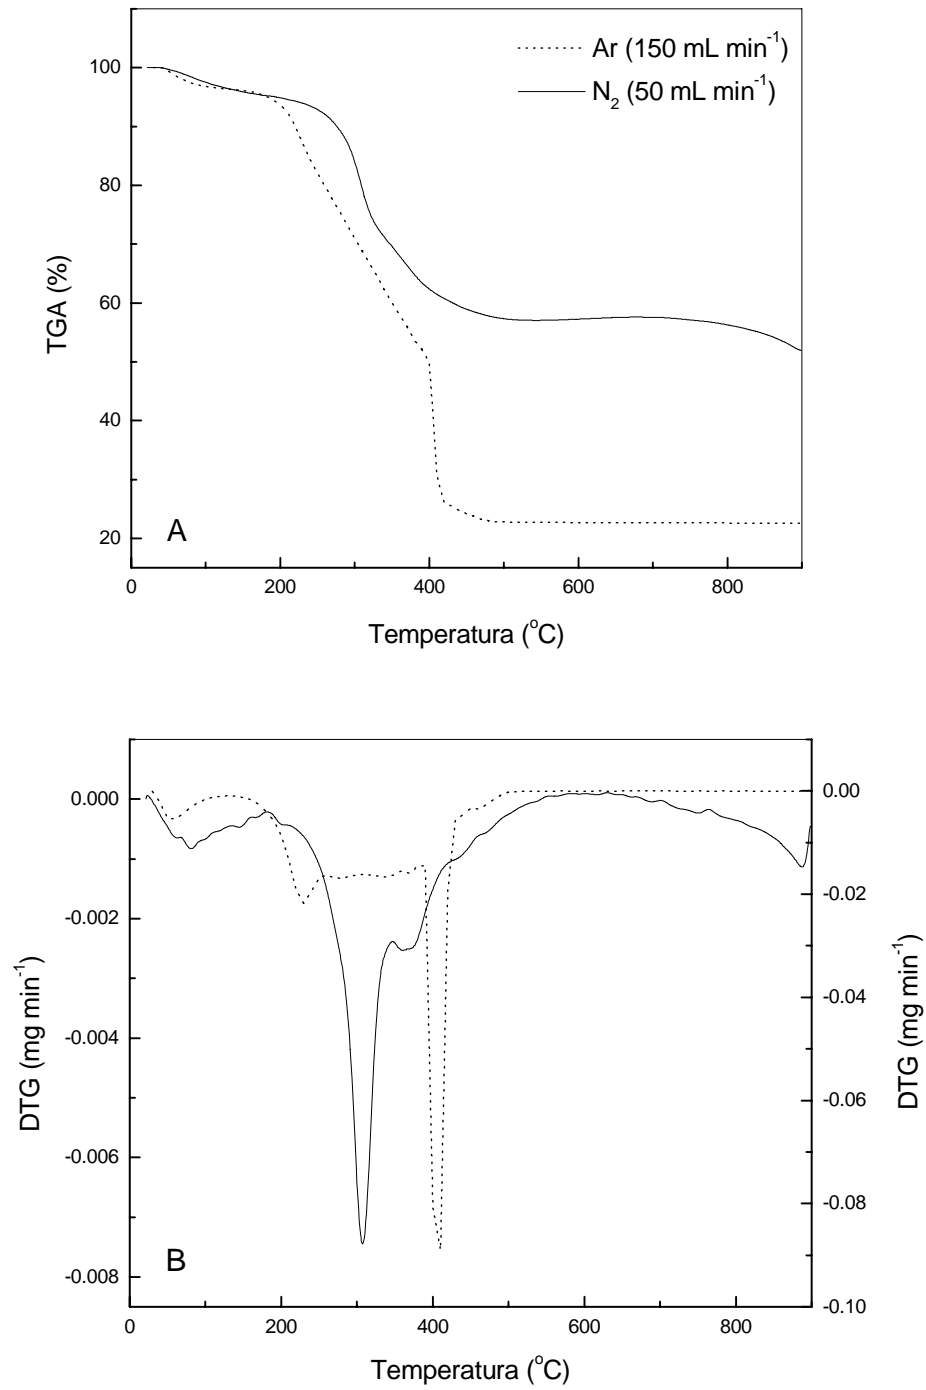 Ar (150 mL min⁻¹)
N₂ (50 mL min⁻¹)
100
80
60
40
20
TGA (%)
A
0 200 400 600 800
Temperatura (°C)
0.000
-0.002
-0.004
-0.006
-0.008
DTG (mg min⁻¹)
B
0.00
-0.02
-0.04
-0.06
-0.08
-0.10
DTG (mg min⁻¹)
0 200 400 600 800
Temperatura (°C)